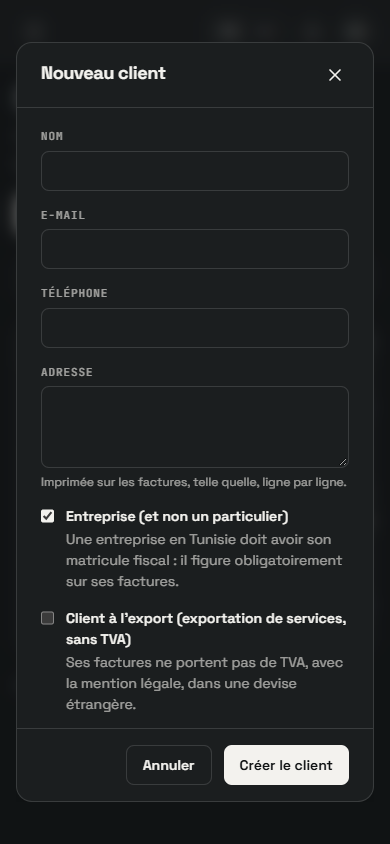 Nouveau client
NOM
E-MAIL
TÉLÉPHONE
ADRESSE
Imprimée sur les factures, telle quelle, ligne par ligne.
Entreprise (et non un particulier)
Une entreprise en Tunisie doit avoir son
matricule fiscal : il figure obligatoirement
sur ses factures.
Client à l'export (exportation de services,
sans TVA)
Ses factures ne portent pas de TVA, avec
la mention légale, dans une devise
étrangère.
Annuler
Créer le client